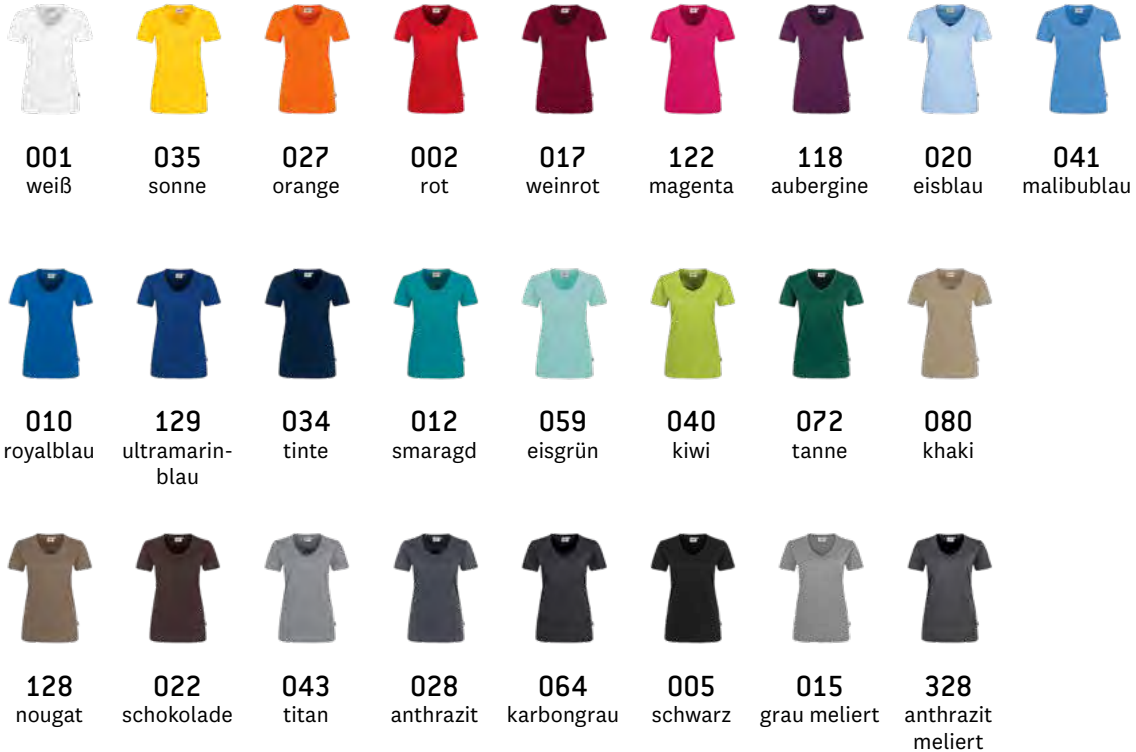 001 035 027 002 017 122 118 020 041
weiß sonne orange rot weinrot magenta aubergine eisblau malibublau
010 129 034 012 059 040 072 080
royalblau ultramarin- tinte smaragd eisgrün kiwi tanne khaki
blau
128 022 043 028 064 005 015 328
nougat schokolade titan anthrazit karbongrau schwarz grau meliert anthrazit
meliert